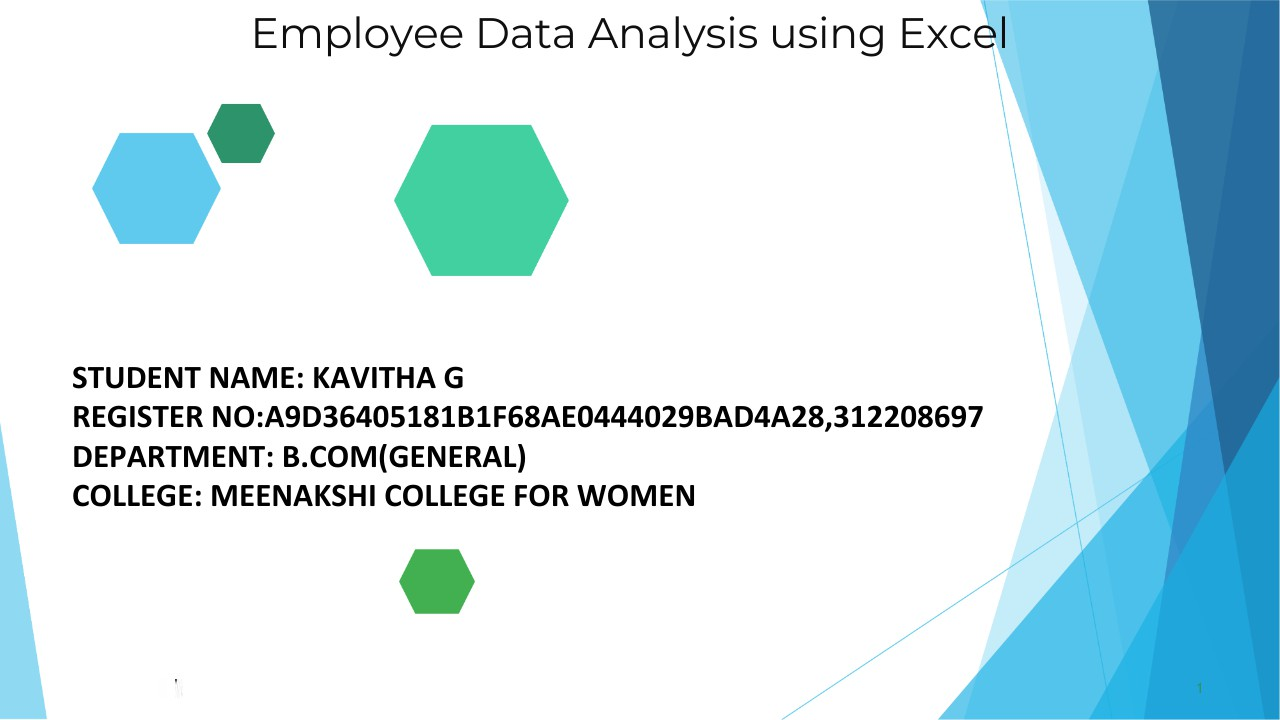 Employee Data Analysis using Excel
STUDENT NAME: KAVITHA G
REGISTER NO:A9D36405181B1F68AE0444029BAD4A28,312208697
DEPARTMENT: B.COM(GENERAL)
COLLEGE: MEENAKSHI COLLEGE FOR WOMEN
1